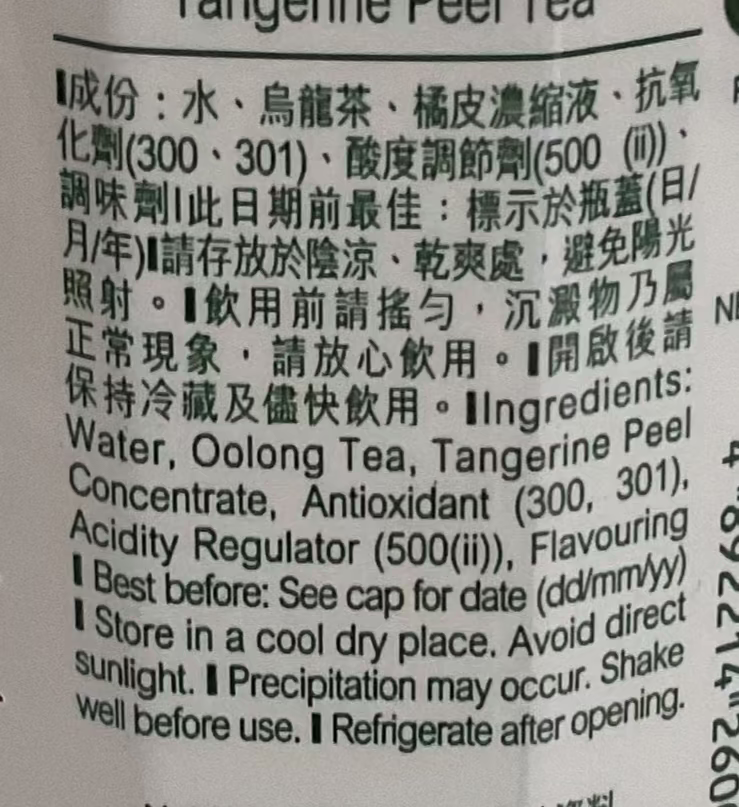 Tangerine Peel Tea
▌成份：水、烏龍茶、橘皮濃縮液、抗氧
化劑(300、301)、酸度調節劑(500 (ii))、
調味劑▌此日期前最佳：標示於瓶蓋(日/
月/年)▌請存放於陰涼、乾爽處，避免陽光
照射。▌飲用前請搖勻，沉澱物乃屬
正常現象，請放心飲用。▌開啟後請
保持冷藏及儘快飲用。▌Ingredients:
Water, Oolong Tea, Tangerine Peel
Concentrate, Antioxidant (300, 301),
Acidity Regulator (500(ii)), Flavouring
▌Best before: See cap for date (dd/mm/yy)
▌Store in a cool dry place. Avoid direct
sunlight. ▌Precipitation may occur. Shake
well before use. ▌Refrigerate after opening.
4 892214 260